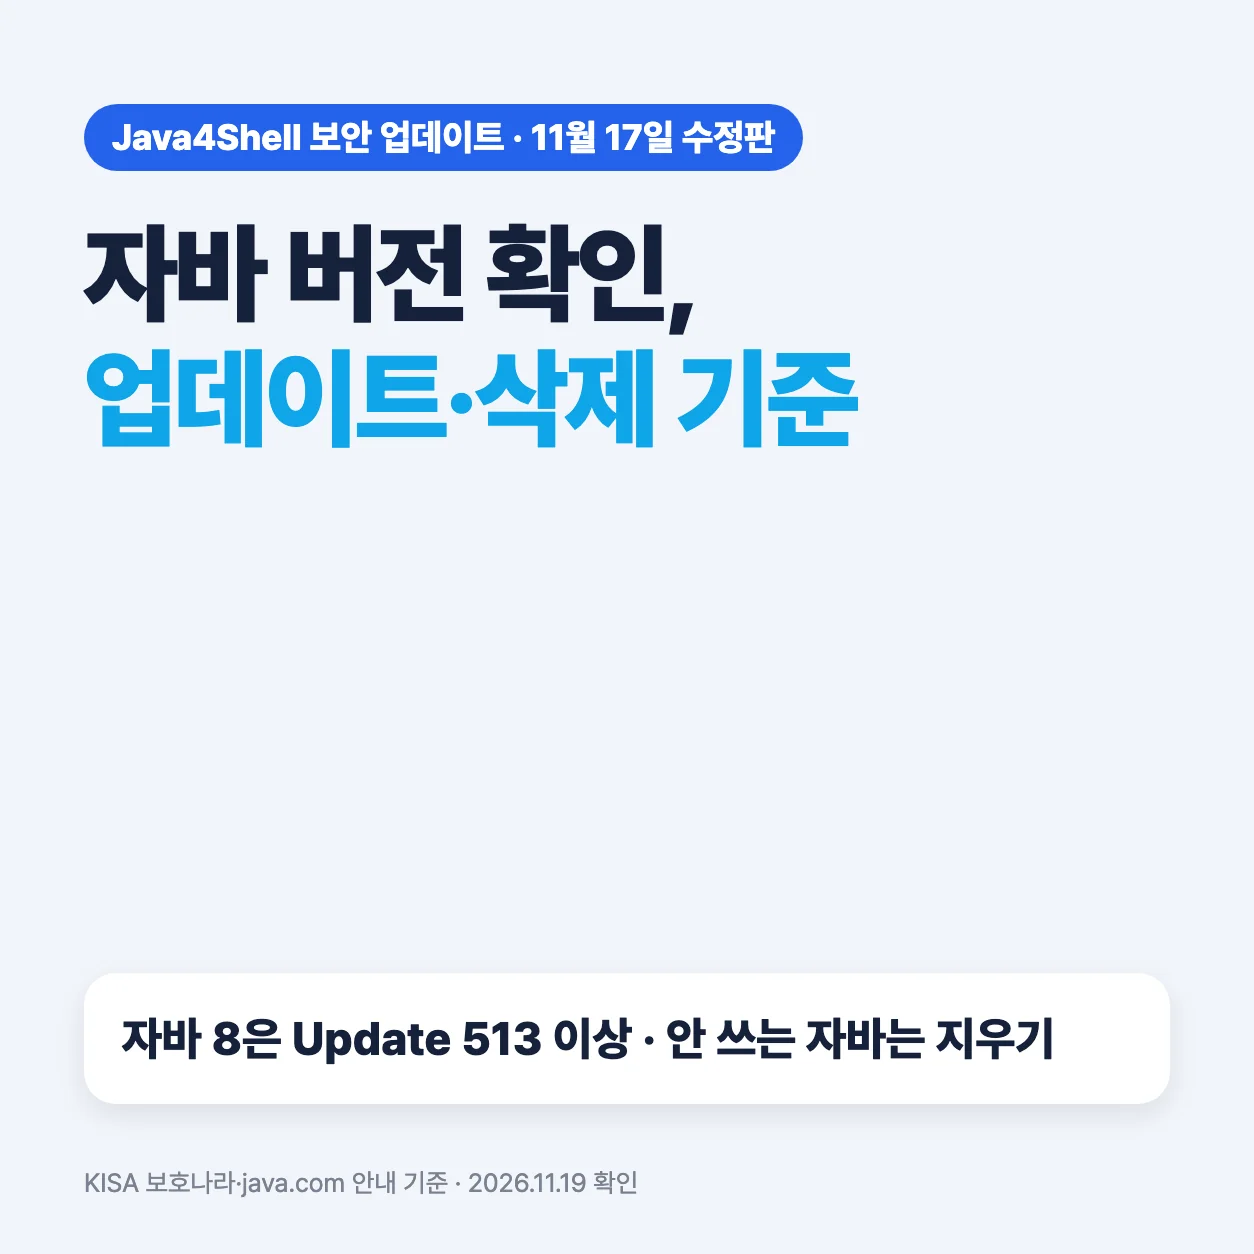 Java4Shell 보안 업데이트 · 11월 17일 수정판
자바 버전 확인,
업데이트·삭제 기준
자바 8은 Update 513 이상 · 안 쓰는 자바는 지우기
KISA 보호나라·java.com 안내 기준 · 2026.11.19 확인